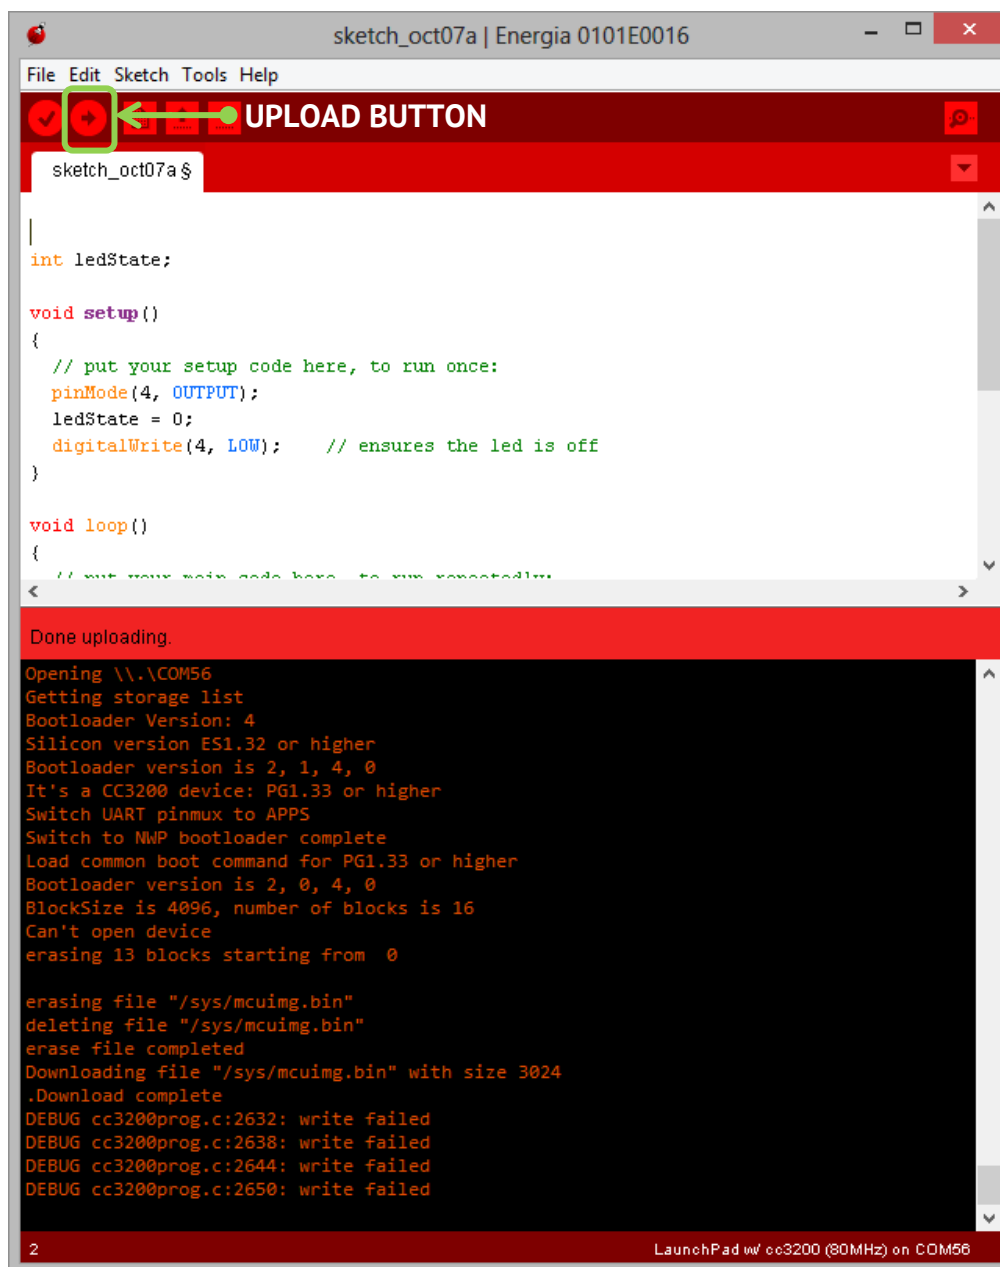 sketch_oct07a | Energia 0101E0016
File Edit Sketch Tools Help
UPLOAD BUTTON
sketch_oct07a §
int ledState;
void setup()
{
// put your setup code here, to run once:
pinMode(4, OUTPUT);
ledState = 0;
digitalWrite(4, LOW);    // ensures the led is off
}
void loop()
{
// put your main code here, to run repeatedly:
Done uploading.
Opening \\.\COM56
Getting storage list
Bootloader Version: 4
Silicon version ES1.32 or higher
Bootloader version is 2, 1, 4, 0
It's a CC3200 device: PG1.33 or higher
Switch UART pinmux to APPS
Switch to NWP bootloader complete
Load common boot command for PG1.33 or higher
Bootloader version is 2, 0, 4, 0
BlockSize is 4096, number of blocks is 16
Can't open device
erasing 13 blocks starting from  0
erasing file "/sys/mcuimg.bin"
deleting file "/sys/mcuimg.bin"
erase file completed
Downloading file "/sys/mcuimg.bin" with size 3024
.Download complete
DEBUG cc3200prog.c:2632: write failed
DEBUG cc3200prog.c:2638: write failed
DEBUG cc3200prog.c:2644: write failed
DEBUG cc3200prog.c:2650: write failed
2 LaunchPad w/ cc3200 (80MHz) on COM56